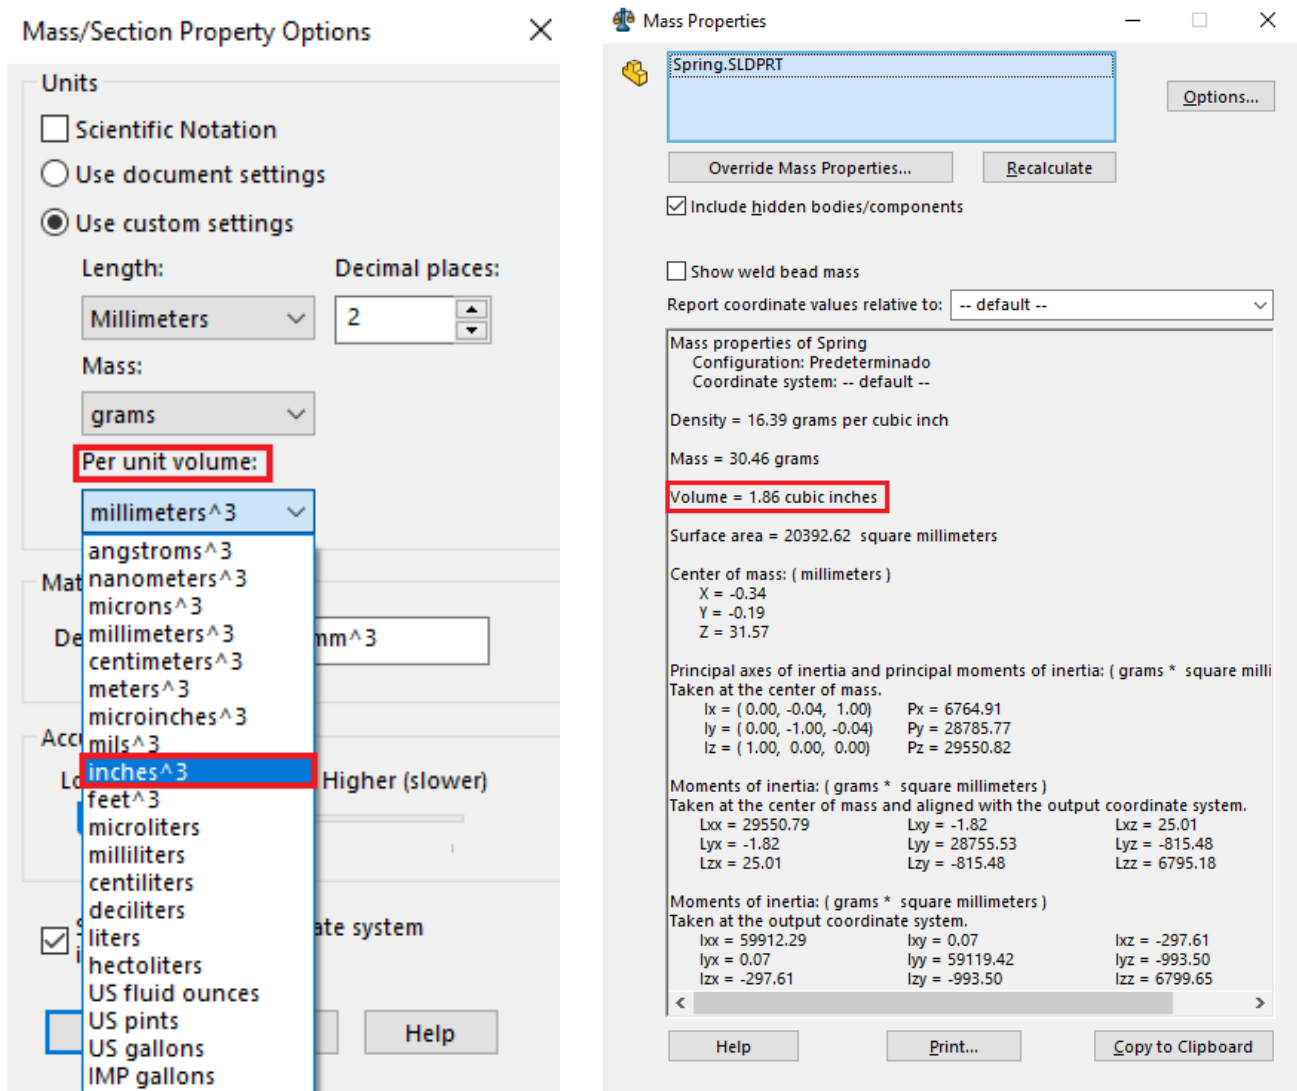 Mass/Section Property Options
Units
Scientific Notation
Use document settings
Use custom settings
Length: Decimal places:
Millimeters 2
Mass:
grams
Per unit volume:
millimeters^3
angstroms^3
nanometers^3
microns^3
millimeters^3
centimeters^3
meters^3
microinches^3
mils^3
inches^3
feet^3
microliters
milliliters
centiliters
deciliters
liters
hectoliters
US fluid ounces
US pints
US gallons
IMP gallons
Mat
De mm^3
Acc
Lo Higher (slower)
ate system
Help
Mass Properties
Spring.SLDPRT
Options...
Override Mass Properties... Recalculate
Include hidden bodies/components
Show weld bead mass
Report coordinate values relative to: -- default --
Mass properties of Spring
Configuration: Predeterminado
Coordinate system: -- default --
Density = 16.39 grams per cubic inch
Mass = 30.46 grams
Volume = 1.86 cubic inches
Surface area = 20392.62 square millimeters
Center of mass: ( millimeters )
X = -0.34
Y = -0.19
Z = 31.57
Principal axes of inertia and principal moments of inertia: ( grams * square milli
Taken at the center of mass.
Ix = ( 0.00, -0.04, 1.00) Px = 6764.91
Iy = ( 0.00, -1.00, -0.04) Py = 28785.77
Iz = ( 1.00, 0.00, 0.00) Pz = 29550.82
Moments of inertia: ( grams * square millimeters )
Taken at the center of mass and aligned with the output coordinate system.
Lxx = 29550.79 Lxy = -1.82 Lxz = 25.01
Lyx = -1.82 Lyy = 28755.53 Lyz = -815.48
Lzx = 25.01 Lzy = -815.48 Lzz = 6795.18
Moments of inertia: ( grams * square millimeters )
Taken at the output coordinate system.
Ixx = 59912.29 Ixy = 0.07 Ixz = -297.61
Iyx = 0.07 Iyy = 59119.42 Iyz = -993.50
Izx = -297.61 Izy = -993.50 Izz = 6799.65
Help Print... Copy to Clipboard